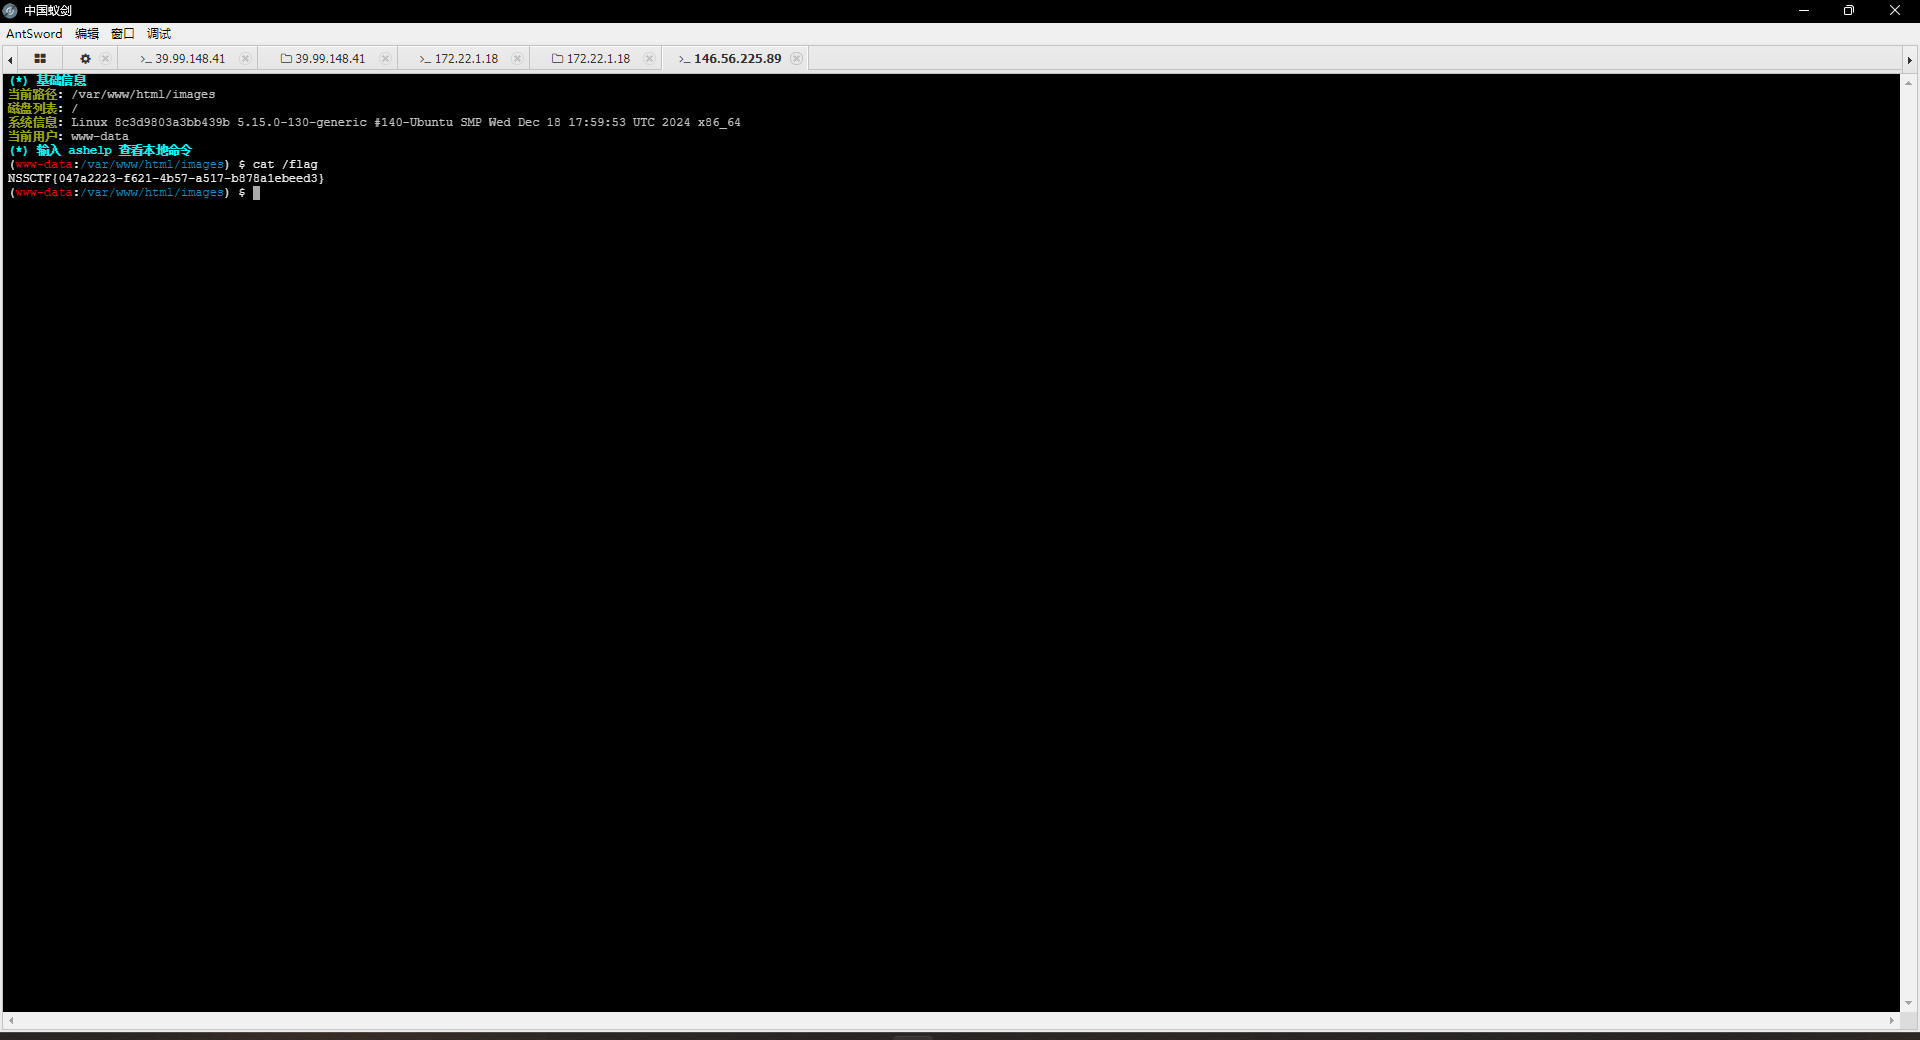 中国蚁剑
AntSword 编辑 窗口 调试
>_ 39.99.148.41 39.99.148.41 >_ 172.22.1.18 172.22.1.18 >_ 146.56.225.89
(*) 基础信息
当前路径: /var/www/html/images
磁盘列表: /
系统信息: Linux 8c3d9803a3bb439b 5.15.0-130-generic #140-Ubuntu SMP Wed Dec 18 17:59:53 UTC 2024 x86_64
当前用户: www-data
(*) 输入 ashelp 查看本地命令
(www-data:/var/www/html/images) $ cat /flag
NSSCTF{047a2223-f621-4b57-a517-b878a1ebeed3}
(www-data:/var/www/html/images) $